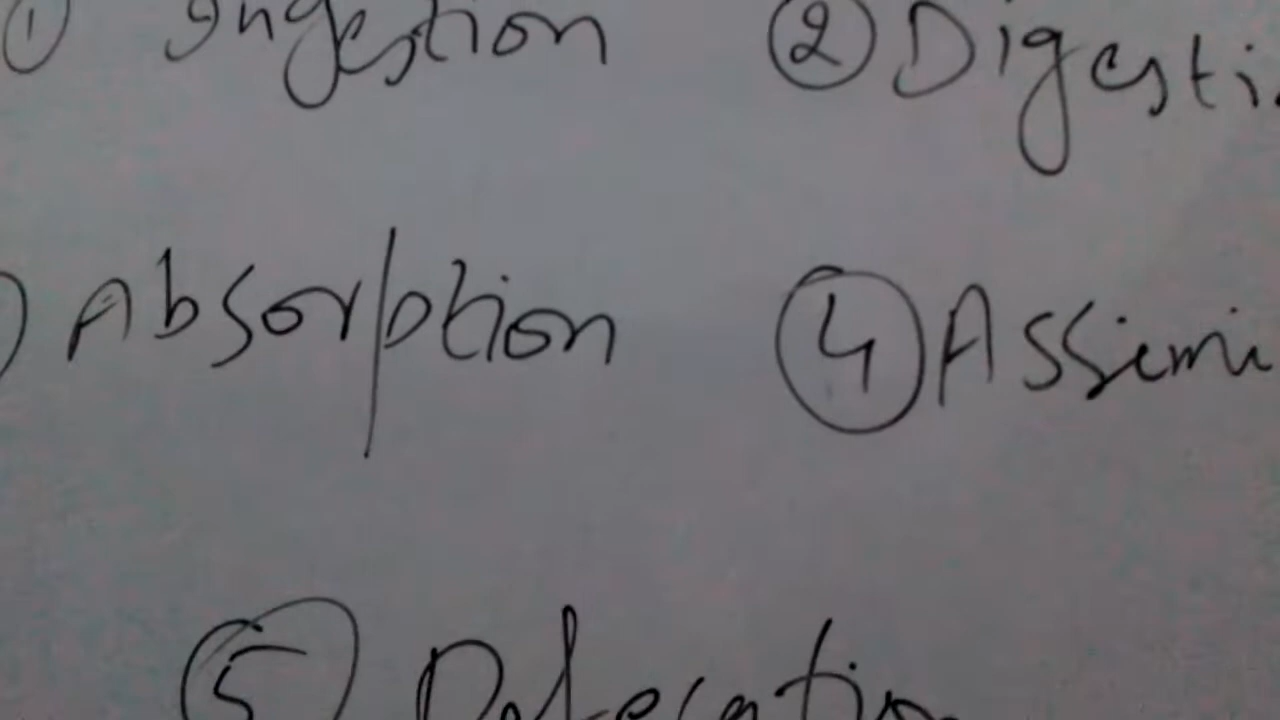 ① Ingestion ② Digesti
) Absorption ④ Assimi
⑤ Defecation